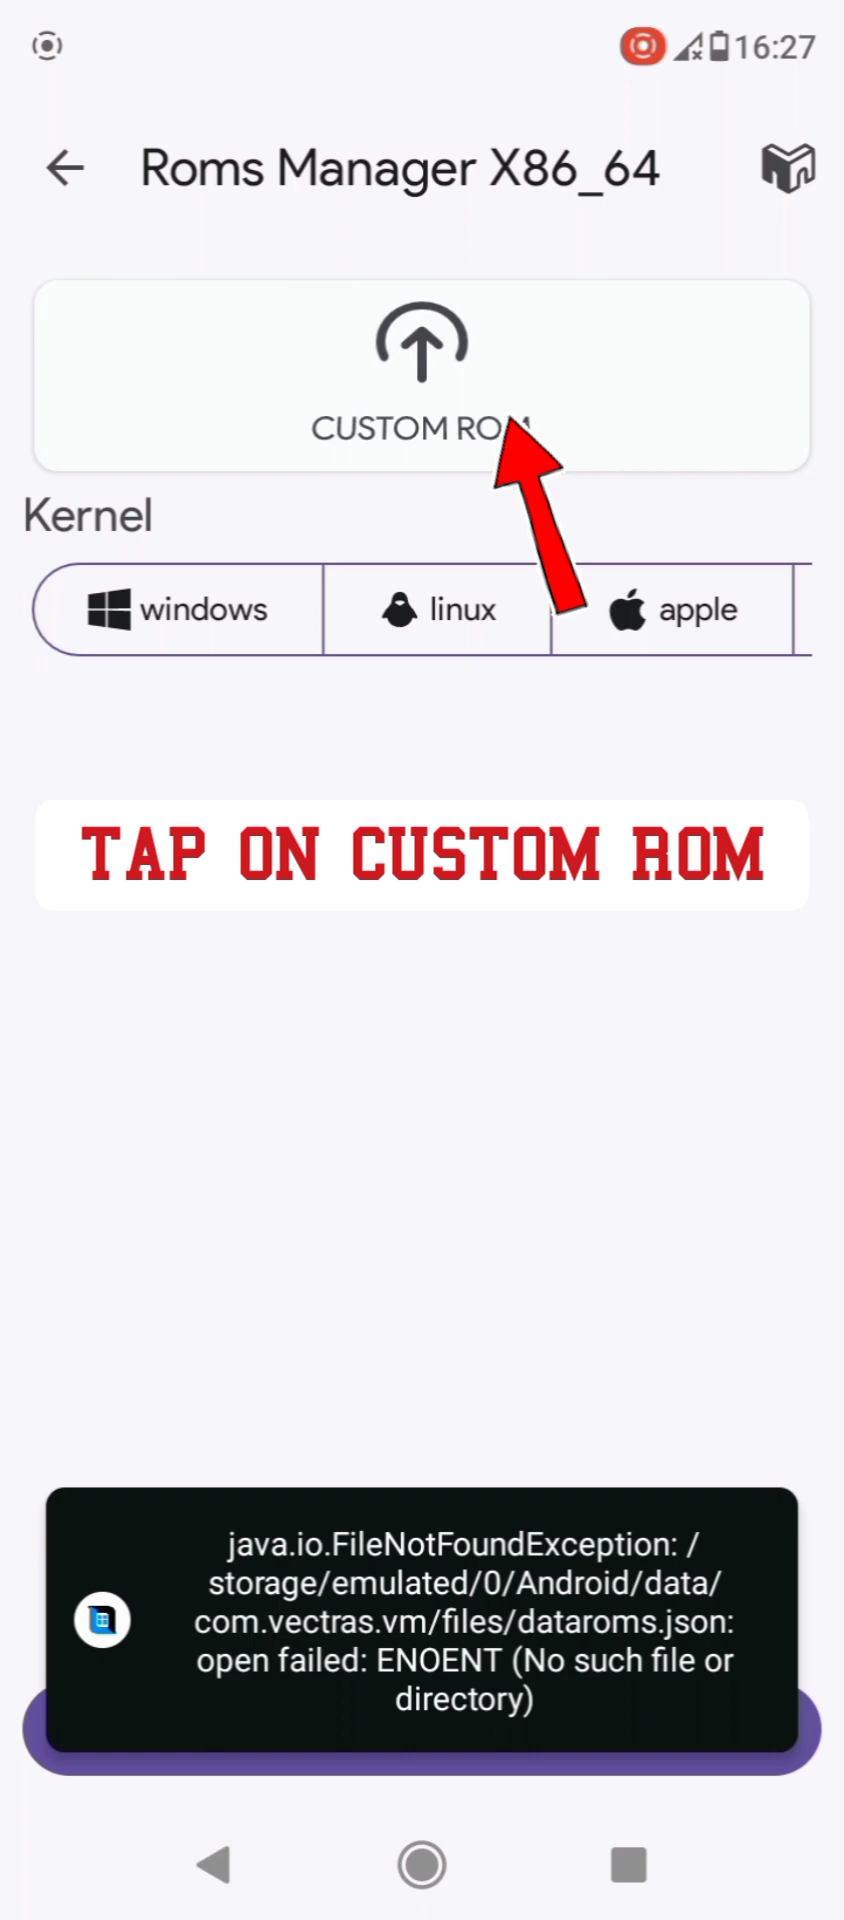 16:27
Roms Manager X86_64
CUSTOM ROM
Kernel
windows
linux
apple
TAP ON CUSTOM ROM
java.io.FileNotFoundException: /
storage/emulated/0/Android/data/
com.vectras.vm/files/dataroms.json:
open failed: ENOENT (No such file or
directory)